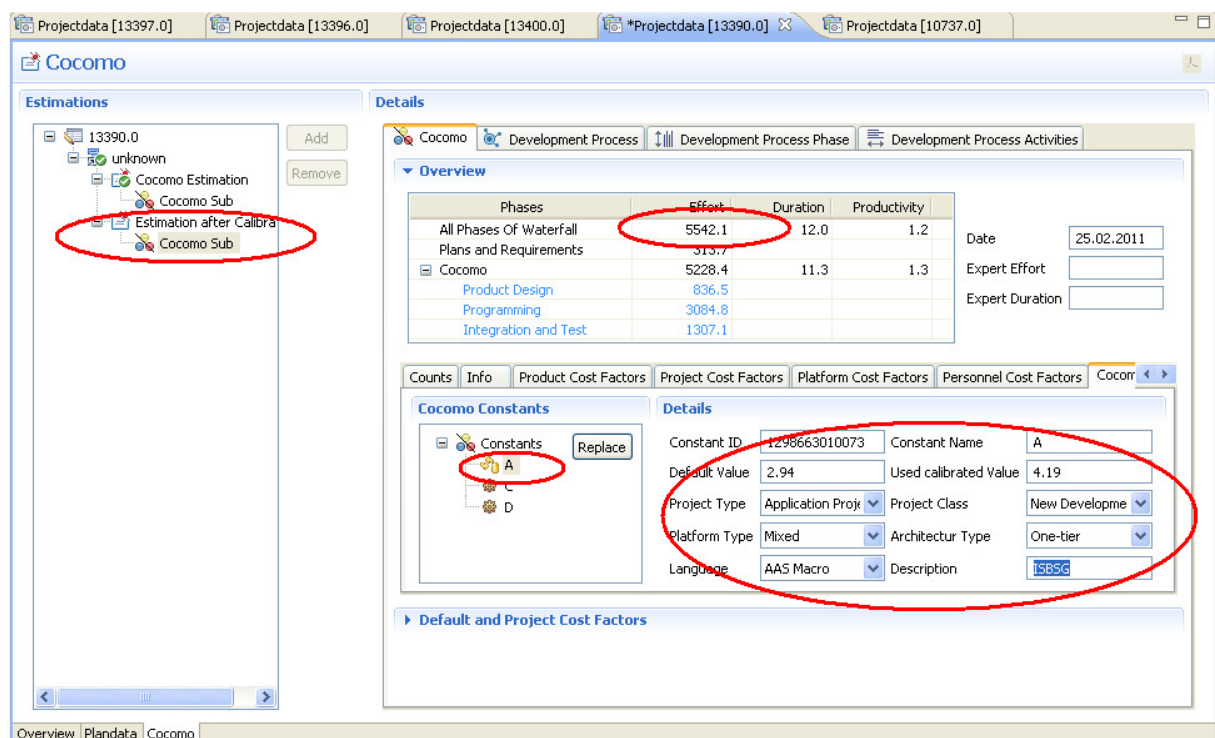 Projectdata [13397.0] Projectdata [13396.0] Projectdata [13400.0] *Projectdata [13390.0] Projectdata [10737.0]
Cocomo
Estimations
13390.0
unknown
Cocomo Estimation
Cocomo Sub
Estimation after Calibra
Cocomo Sub
Add
Remove
Details
Cocomo Development Process Development Process Phase Development Process Activities
Overview
Phases Effort Duration Productivity
All Phases Of Waterfall 5542.1 12.0 1.2
Plans and Requirements 313.7
Cocomo 5228.4 11.3 1.3
Product Design 836.5
Programming 3084.8
Integration and Test 1307.1
Date 25.02.2011
Expert Effort
Expert Duration
Counts Info Product Cost Factors Project Cost Factors Platform Cost Factors Personnel Cost Factors Cocom
Cocomo Constants
Constants
A
C
D
Replace
Details
Constant ID 1298663010073 Constant Name A
Default Value 2.94 Used calibrated Value 4.19
Project Type Application Proje Project Class New Developme
Platform Type Mixed Architectur Type One-tier
Language AAS Macro Description ISBSG
Default and Project Cost Factors
Overview Plandata Cocomo